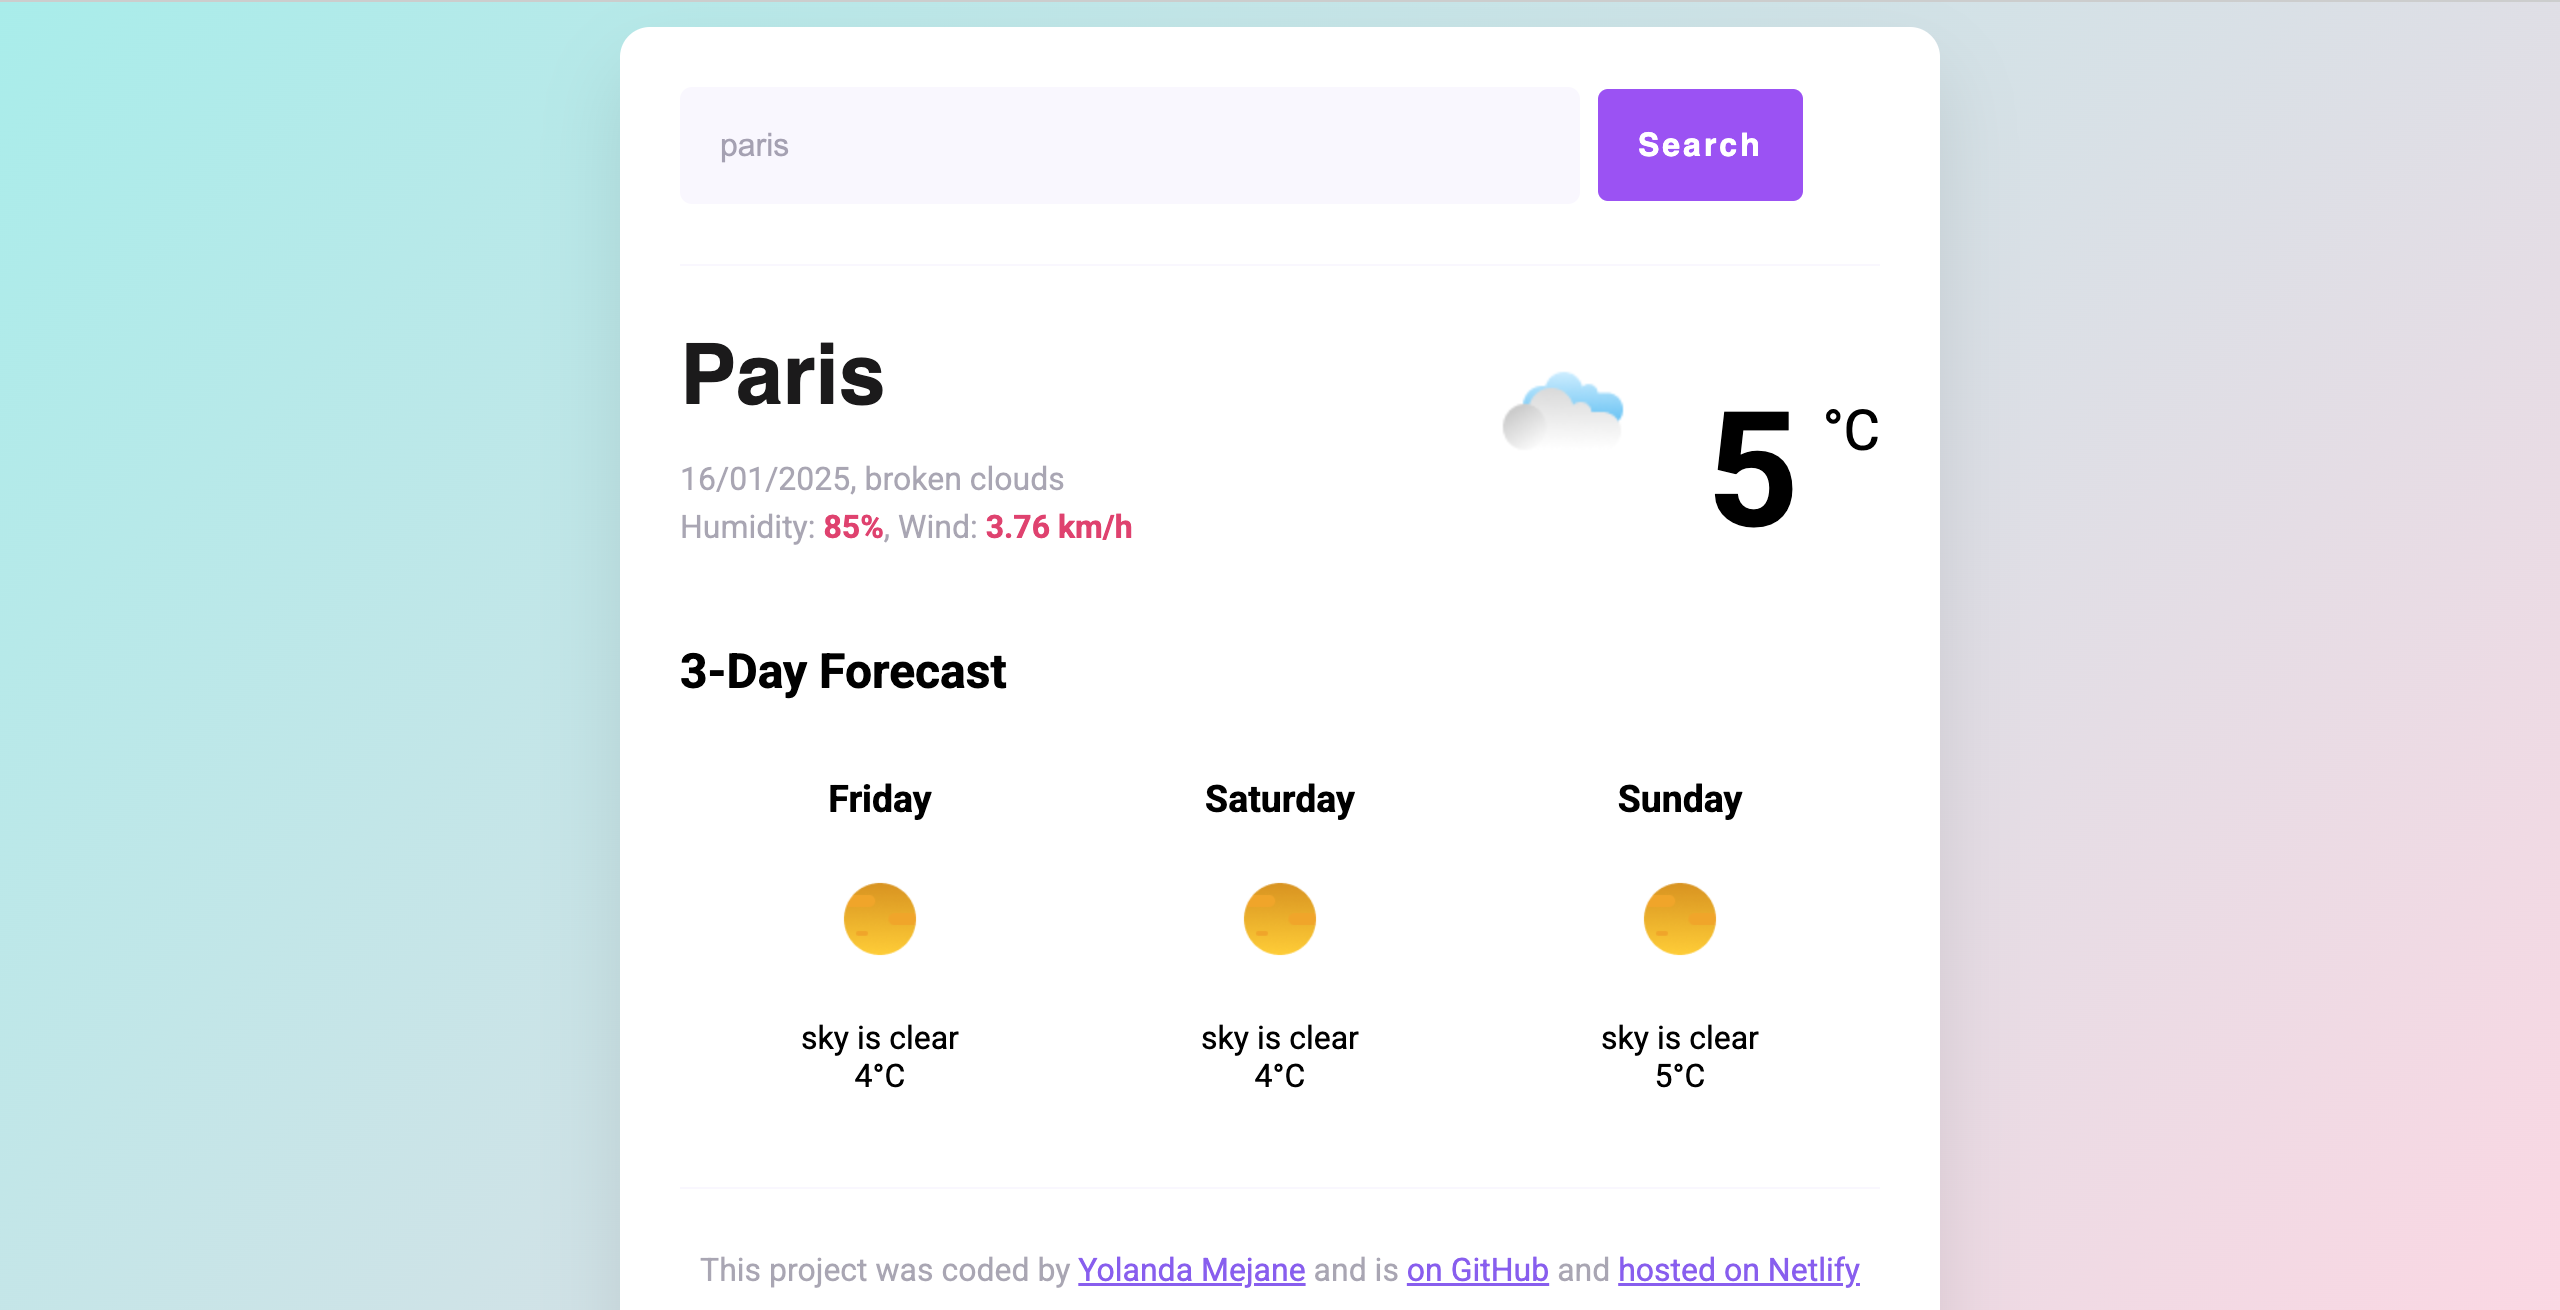 paris
Search
Paris
5 °C
16/01/2025, broken clouds
Humidity: 85%, Wind: 3.76 km/h
3-Day Forecast
Friday
Saturday
Sunday
sky is clear
4°C
sky is clear
4°C
sky is clear
5°C
This project was coded by Yolanda Mejane and is on GitHub and hosted on Netlify